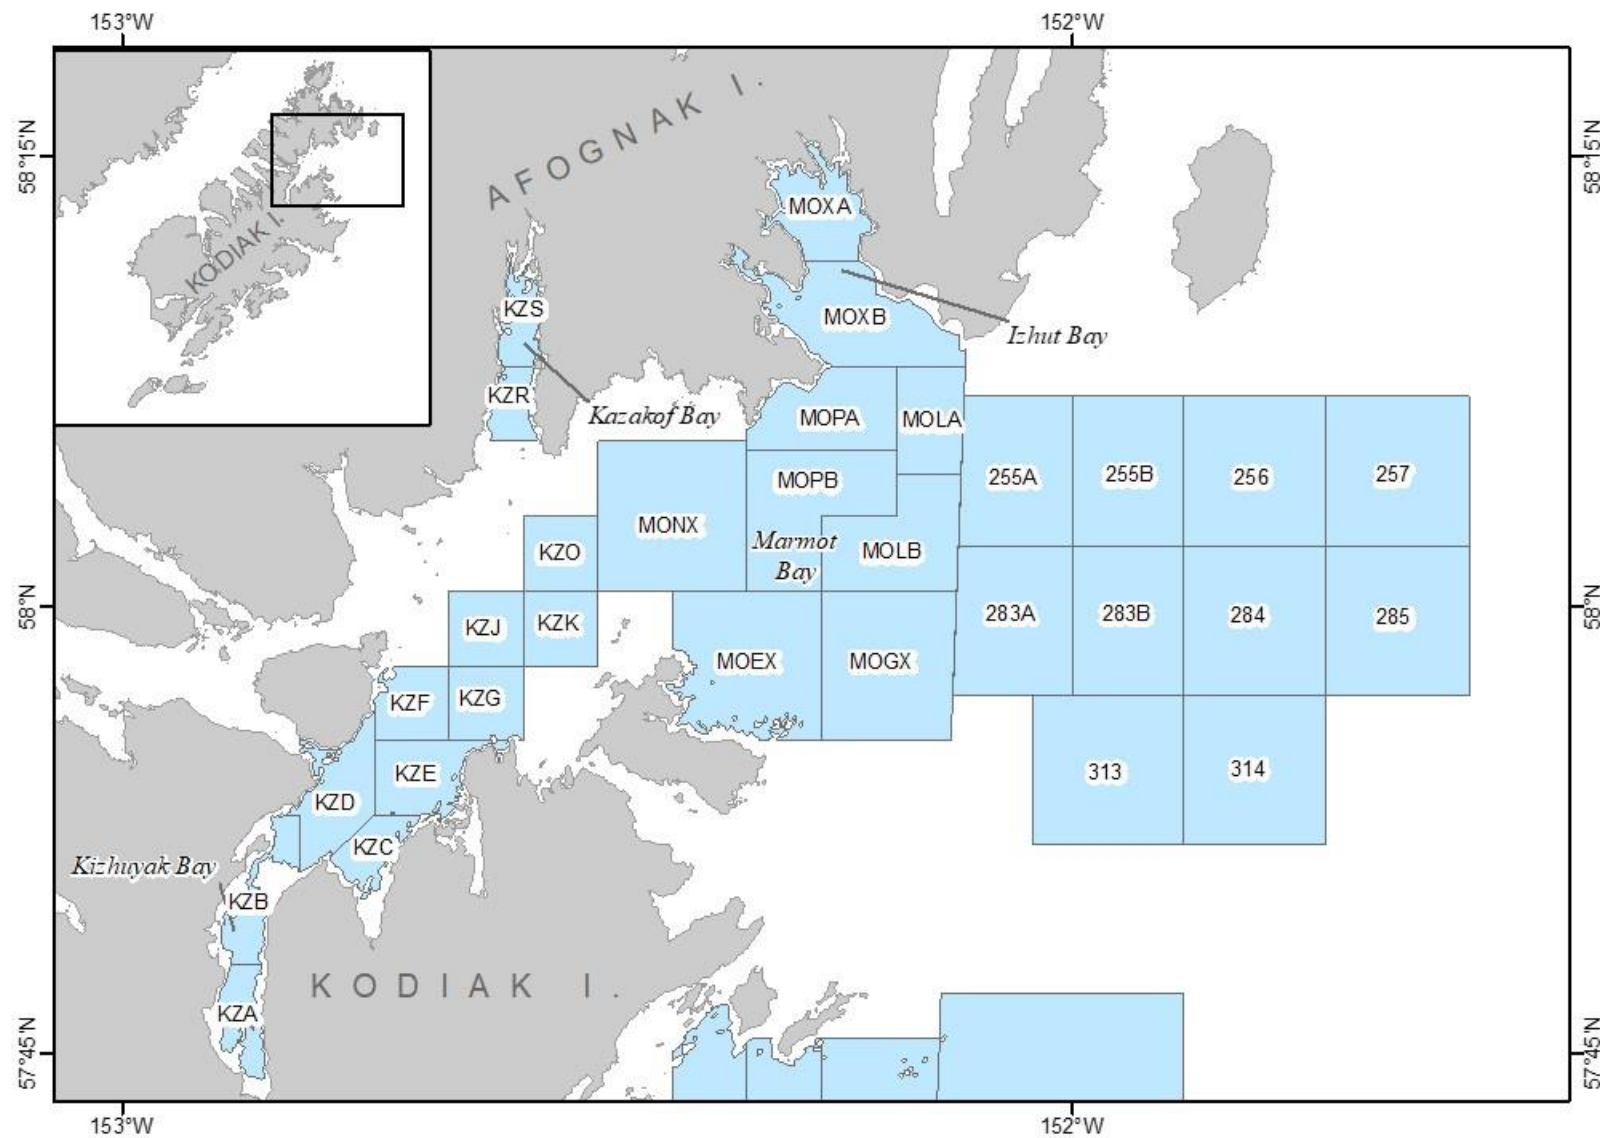 153°W
152°W
58°15'N
58°15'N
AFOGNAK I.
KODIAK I.
MOXA
KZS
MOXB
Izhut Bay
KZR
Kazakof Bay
MOPA
MOLA
255A
255B
256
257
MOPB
MONX
Marmot
Bay
MOLB
KZO
58°N
58°N
KZJ
KZK
283A
283B
284
285
MOEX
MOGX
KZF
KZG
KZE
313
314
KZD
KZC
Kizhuyak Bay
KZB
KODIAK I.
KZA
57°45'N
57°45'N
153°W
152°W